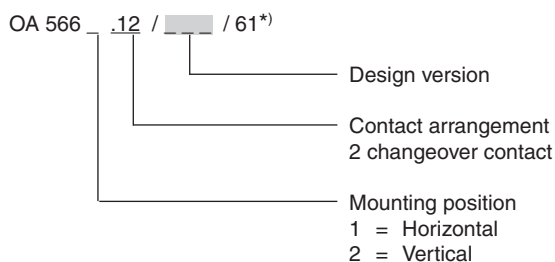 OA 566 _ .12 / _ _ _ / 61*)
Design version
Contact arrangement
2 changeover contact
Mounting position
1 = Horizontal
2 = Vertical